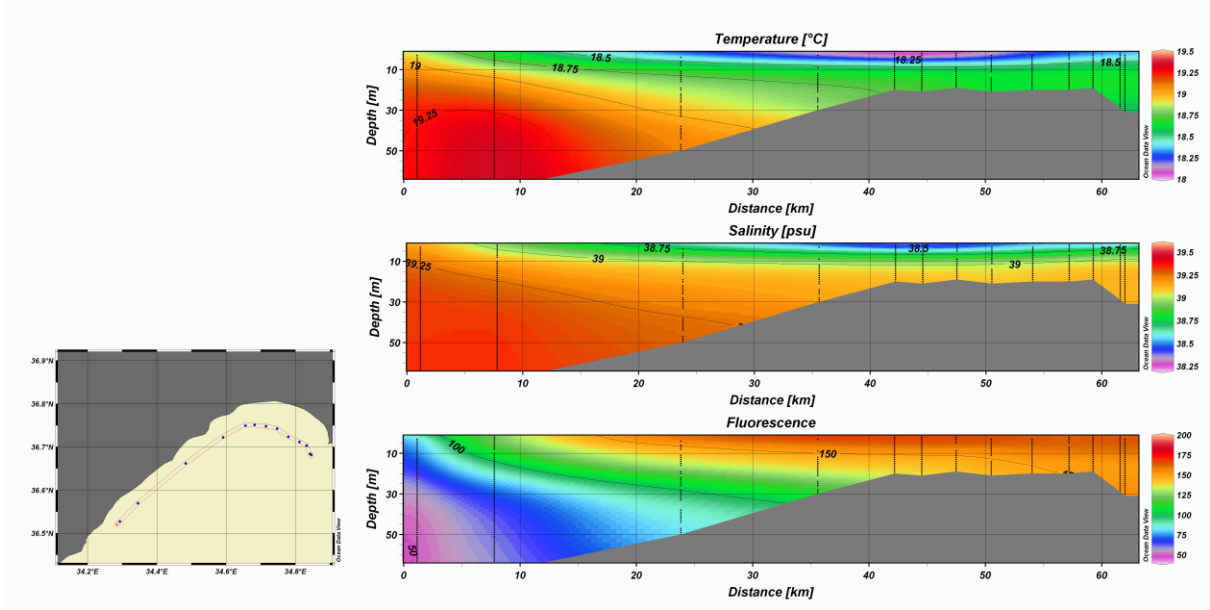 Temperature [°C]
19
18.5
18.75
18.25
18.5
19.25
Depth [m]
10
30
50
0
10
20
30
40
50
60
Distance [km]
19.5
19.25
19
18.75
18.5
18.25
18
Ocean Data View
Salinity [psu]
38.75
38.5
38.75
39
39
39.25
Depth [m]
10
30
50
0
10
20
30
40
50
60
Distance [km]
39.5
39.25
39
38.75
38.5
38.25
Ocean Data View
Fluorescence
100
150
50
Depth [m]
10
30
50
0
10
20
30
40
50
60
Distance [km]
200
175
150
125
100
75
50
Ocean Data View
36.9°N
36.8°N
36.7°N
36.6°N
36.5°N
34.2°E
34.4°E
34.6°E
34.8°E
Ocean Data View